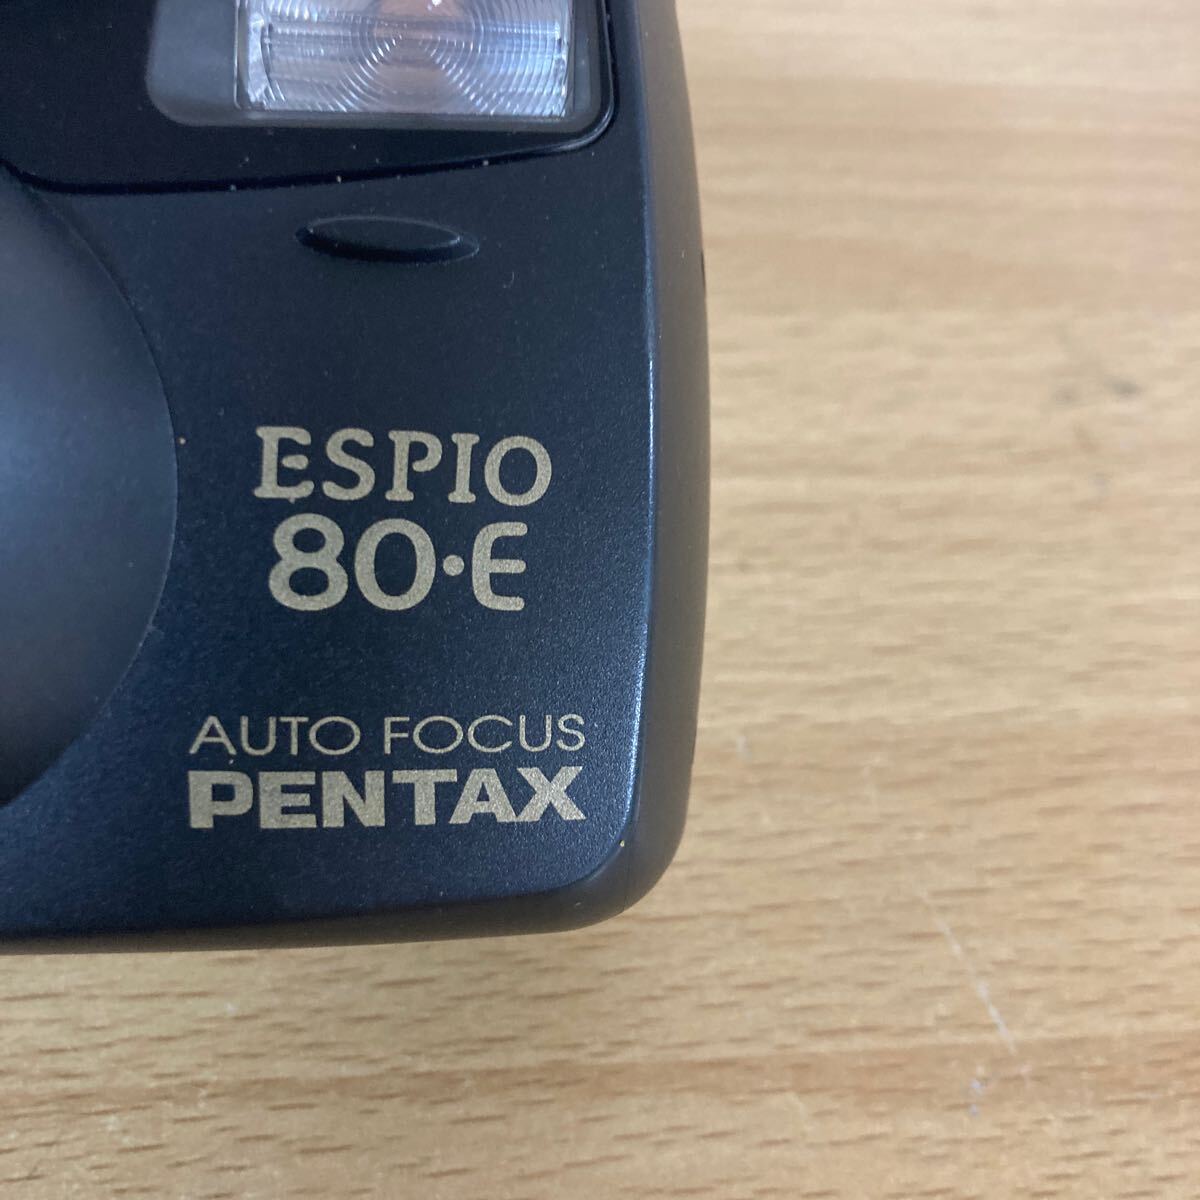 ESPIO
80•E
AUTO FOCUS
PENTAX